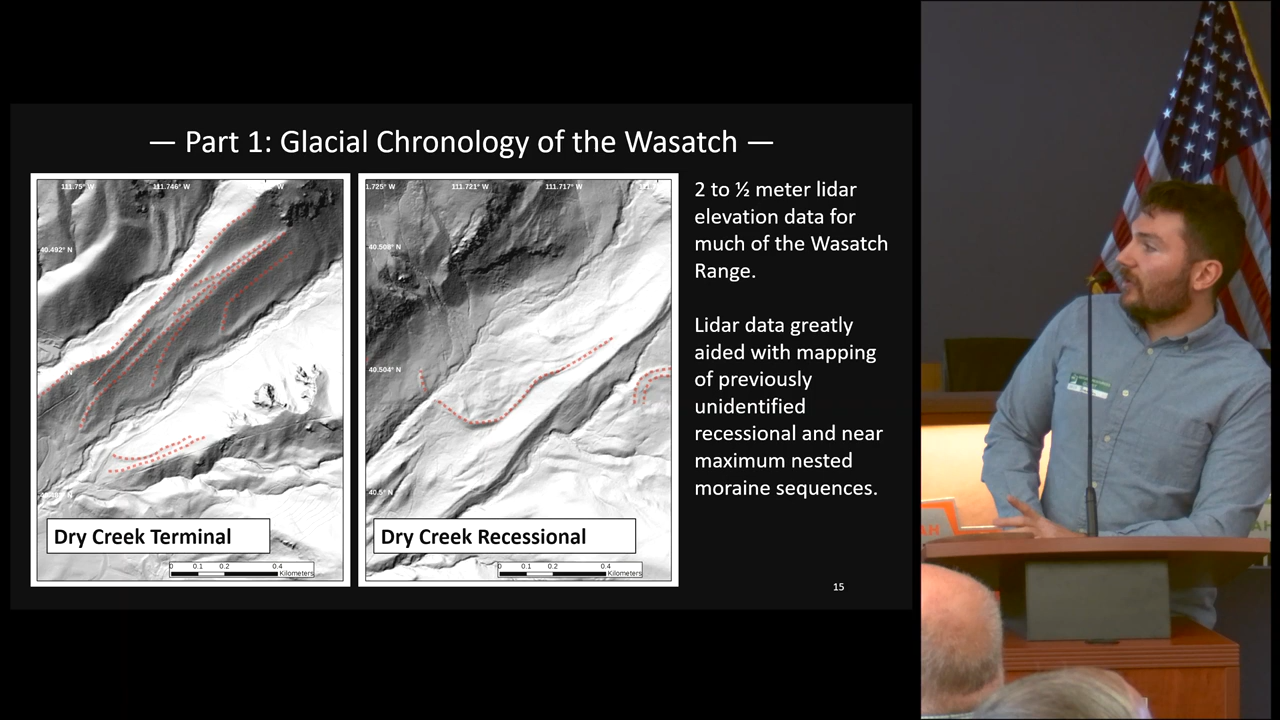 — Part 1: Glacial Chronology of the Wasatch —
111.75° W
111.746° W
40.492° N
Dry Creek Terminal
0 0.1 0.2 0.4
Kilometers
1.725° W
111.721° W
111.717° W
40.508° N
40.504° N
40.5° N
Dry Creek Recessional
0 0.1 0.2 0.4
Kilometers
2 to ½ meter lidar
elevation data for
much of the Wasatch
Range.
Lidar data greatly
aided with mapping
of previously
unidentified
recessional and near
maximum nested
moraine sequences.
15
AH